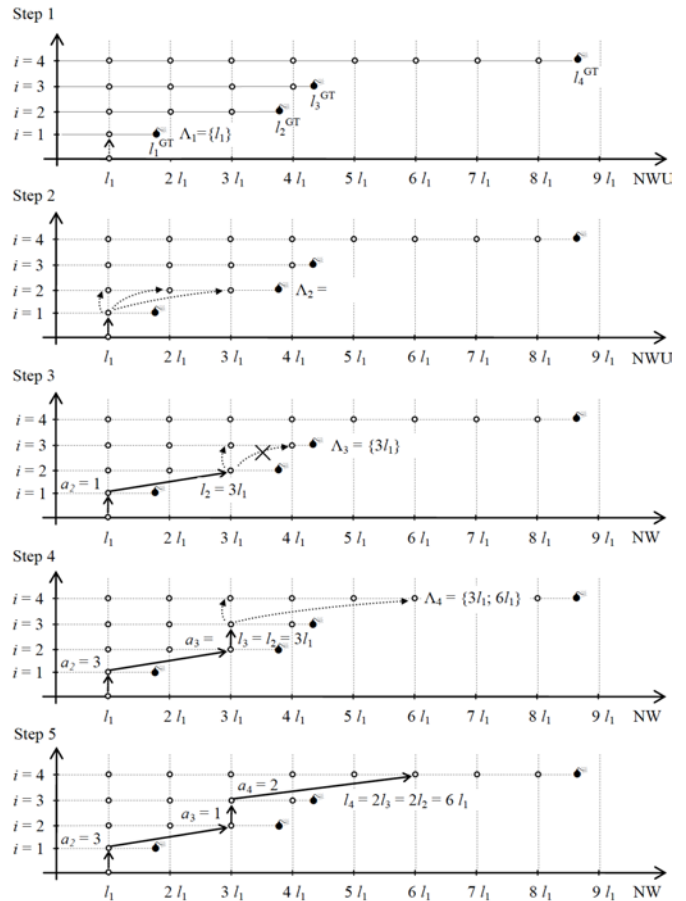 Step 1
i = 4
i = 3
i = 2
i = 1
l₄ᴳᵀ
l₃ᴳᵀ
l₂ᴳᵀ
l₁ᴳᵀ
Λ₁={l₁}
l₁ 2 l₁ 3 l₁ 4 l₁ 5 l₁ 6 l₁ 7 l₁ 8 l₁ 9 l₁ NWU
Step 2
i = 4
i = 3
i = 2 Λ₂ =
i = 1
l₁ 2 l₁ 3 l₁ 4 l₁ 5 l₁ 6 l₁ 7 l₁ 8 l₁ 9 l₁ NWU
Step 3
i = 4
i = 3 Λ₃ = {3l₁}
i = 2
a₂ = 1 l₂ = 3l₁
i = 1
l₁ 2 l₁ 3 l₁ 4 l₁ 5 l₁ 6 l₁ 7 l₁ 8 l₁ 9 l₁ NW
Step 4
i = 4 Λ₄ = {3l₁; 6l₁}
i = 3
a₃ = l₃ = l₂ = 3l₁
i = 2
a₂ = 3
i = 1
l₁ 2 l₁ 3 l₁ 4 l₁ 5 l₁ 6 l₁ 7 l₁ 8 l₁ 9 l₁ NW
Step 5
i = 4
a₄ = 2
i = 3 l₄ = 2l₃ = 2l₂ = 6 l₁
a₃ = 1
i = 2
a₂ = 3
i = 1
l₁ 2 l₁ 3 l₁ 4 l₁ 5 l₁ 6 l₁ 7 l₁ 8 l₁ 9 l₁ NW